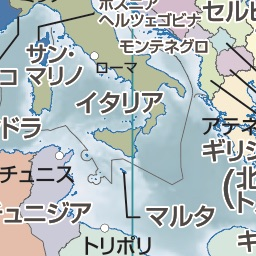 ボスニア
ヘルツェゴビナ
セルビ
サン・
マリノ
ローマ
モンテネグロ
コ
イタリア
ドラ
アテネ
ギリシ
チュニス
(北
ト
チュニジア
マルタ
キ
トリポリ